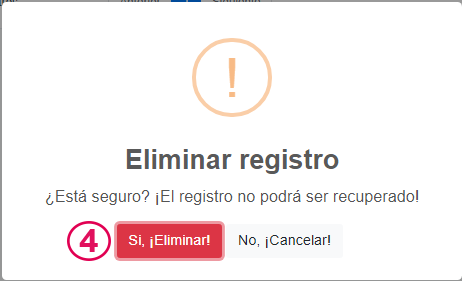 !
Eliminar registro
¿Está seguro? ¡El registro no podrá ser recuperado!
4 Si, ¡Eliminar! No, ¡Cancelar!